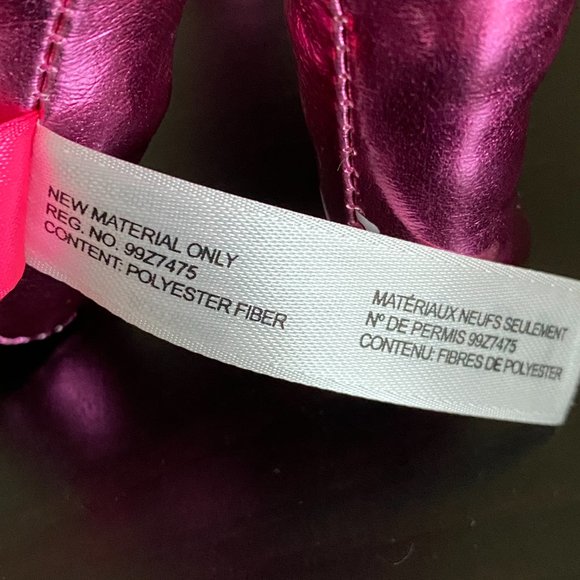 NEW MATERIAL ONLY
REG. NO. 99Z7475
CONTENT: POLYESTER FIBER
MATÉRIAUX NEUFS SEULEMENT
Nº DE PERMIS 99Z7475
CONTENU: FIBRES DE POLYESTER